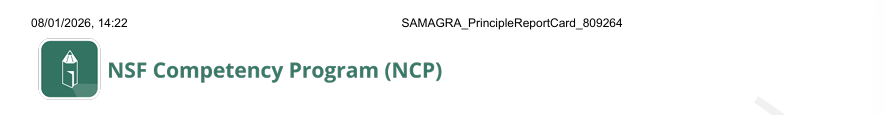 08/01/2026, 14:22 SAMAGRA_PrincipleReportCard_809264
NSF Competency Program (NCP)